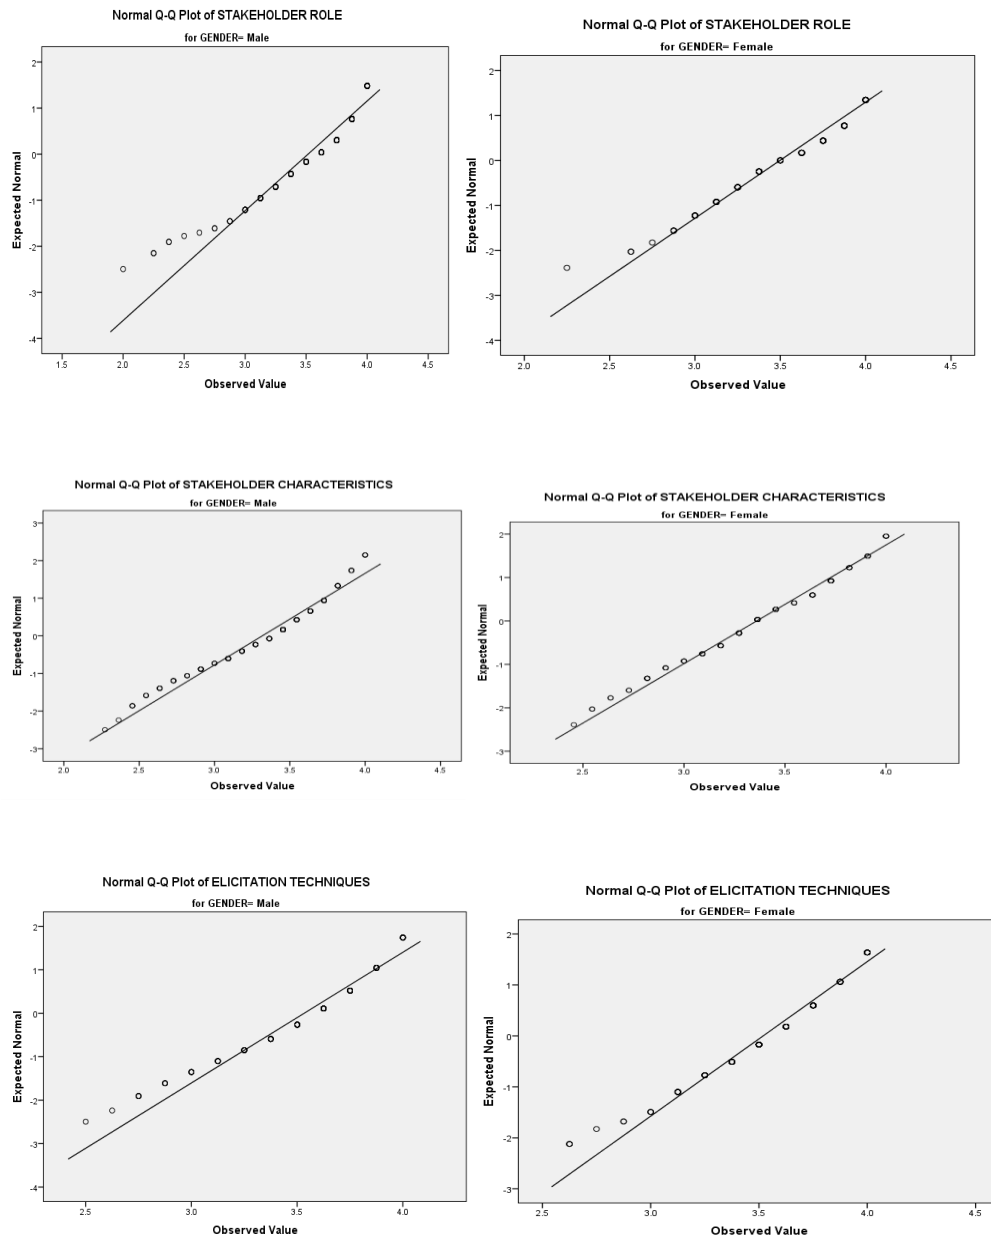 Normal Q-Q Plot of STAKEHOLDER ROLE
for GENDER= Male
2
1
0
-1
-2
-3
-4
Expected Normal
1.5 2.0 2.5 3.0 3.5 4.0 4.5
Observed Value
Normal Q-Q Plot of STAKEHOLDER ROLE
for GENDER= Female
2
1
0
-1
-2
-3
-4
Expected Normal
2.0 2.5 3.0 3.5 4.0 4.5
Observed Value
Normal Q-Q Plot of STAKEHOLDER CHARACTERISTICS
for GENDER= Male
3
2
1
0
-1
-2
-3
Expected Normal
2.0 2.5 3.0 3.5 4.0 4.5
Observed Value
Normal Q-Q Plot of STAKEHOLDER CHARACTERISTICS
for GENDER= Female
2
1
0
-1
-2
-3
Expected Normal
2.5 3.0 3.5 4.0
Observed Value
Normal Q-Q Plot of ELICITATION TECHNIQUES
for GENDER= Male
2
1
0
-1
-2
-3
-4
Expected Normal
2.5 3.0 3.5 4.0
Observed Value
Normal Q-Q Plot of ELICITATION TECHNIQUES
for GENDER= Female
2
1
0
-1
-2
-3
Expected Normal
2.5 3.0 3.5 4.0
Observed Value